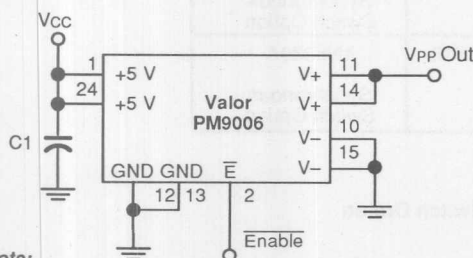 VCC
1
+5 V
24
+5 V
Valor
PM9006
V+
11
VPP Out
V+
14
V–
10
V–
15
C1
GND GND E̅
12 13 2
E̅n̅a̅b̅l̅e̅